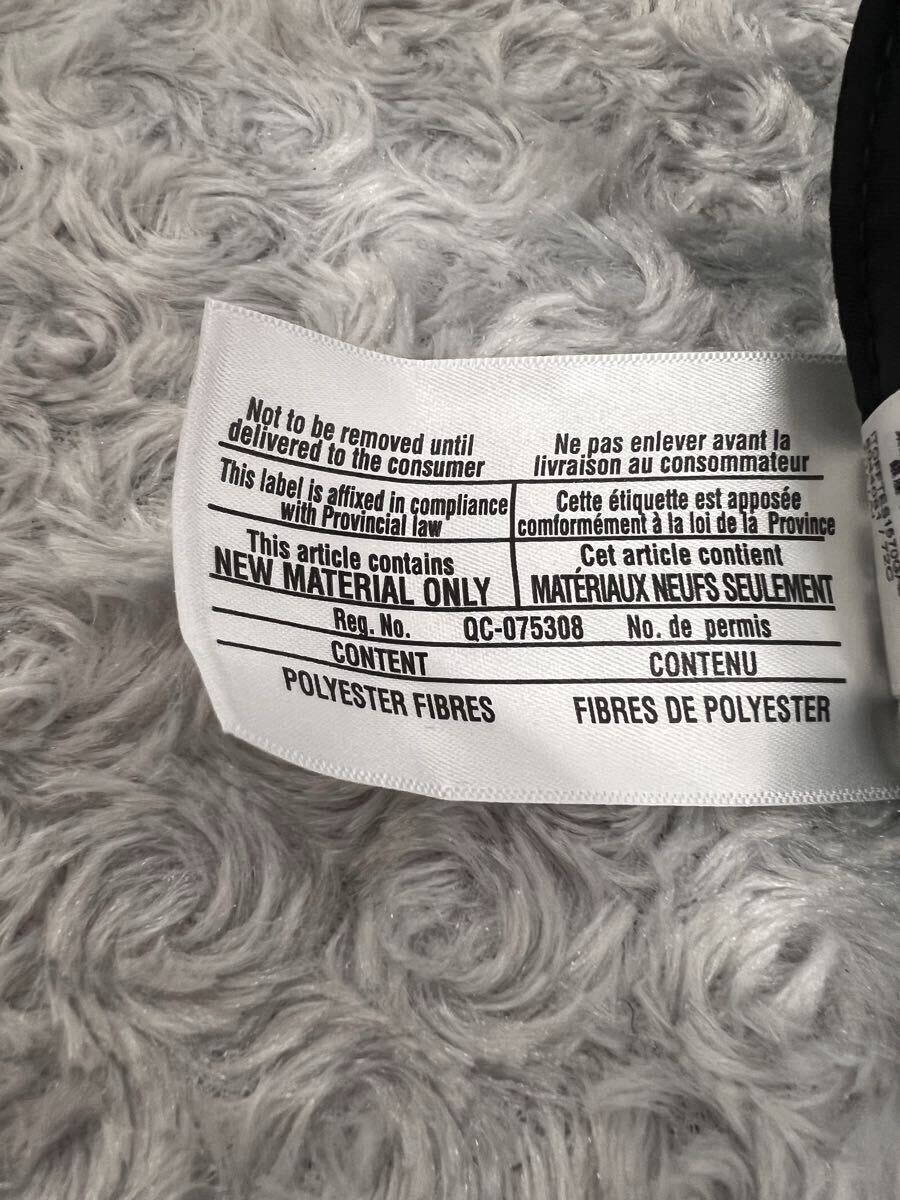 Not to be removed until
delivered to the consumer
Ne pas enlever avant la
livraison au consommateur
This label is affixed in compliance
with Provincial law
Cette étiquette est apposée
conformément à la loi de la Province
This article contains
NEW MATERIAL ONLY
Cet article contient
MATÉRIAUX NEUFS SEULEMENT
Reg. No. QC-075308 No. de permis
CONTENT CONTENU
POLYESTER FIBRES FIBRES DE POLYESTER